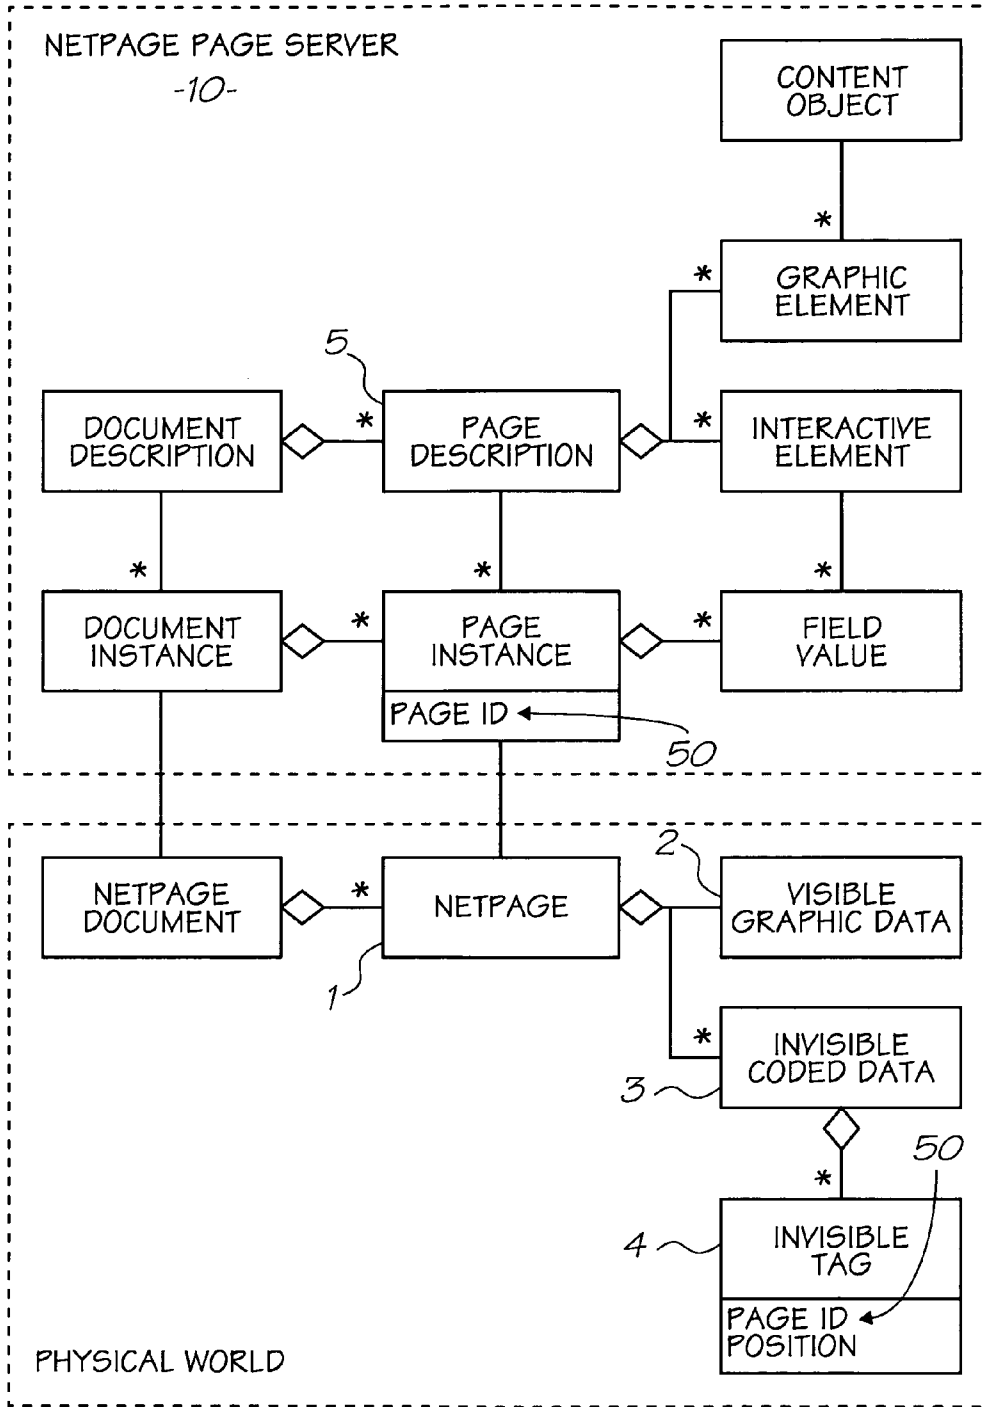 NETPAGE PAGE SERVER
-10-
CONTENT
OBJECT
*
*
GRAPHIC
ELEMENT
5
DOCUMENT
DESCRIPTION
*
PAGE
DESCRIPTION
*
INTERACTIVE
ELEMENT
*
*
*
DOCUMENT
INSTANCE
*
PAGE
INSTANCE
*
FIELD
VALUE
PAGE ID
50
NETPAGE
DOCUMENT
*
NETPAGE
2
VISIBLE
GRAPHIC DATA
1
*
INVISIBLE
CODED DATA
3
50
*
4
INVISIBLE
TAG
PAGE ID
POSITION
PHYSICAL WORLD